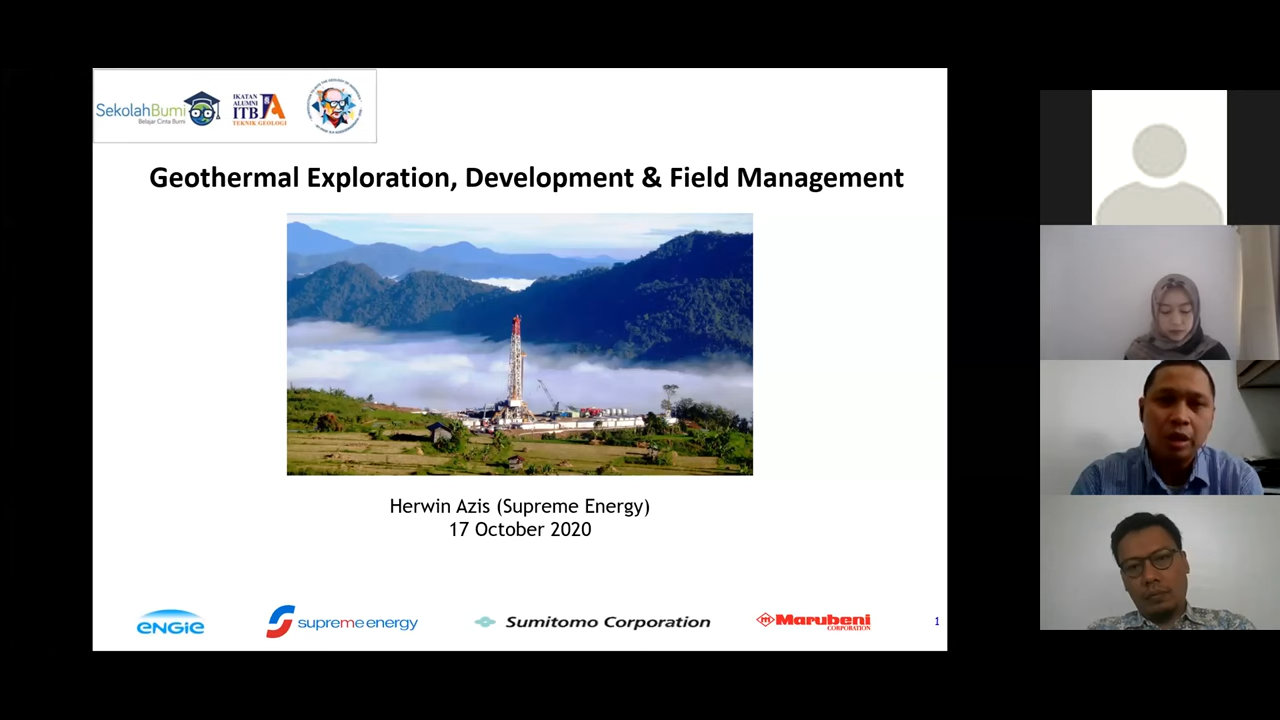 SekolahBumi
Belajar Cinta Bumi
IKATAN
ALUMNI
ITB
TEKNIK GEOLOGI
Geothermal Exploration, Development & Field Management
Herwin Azis (Supreme Energy)
17 October 2020
ENGIE
supreme energy
Sumitomo Corporation
Marubeni
CORPORATION
1